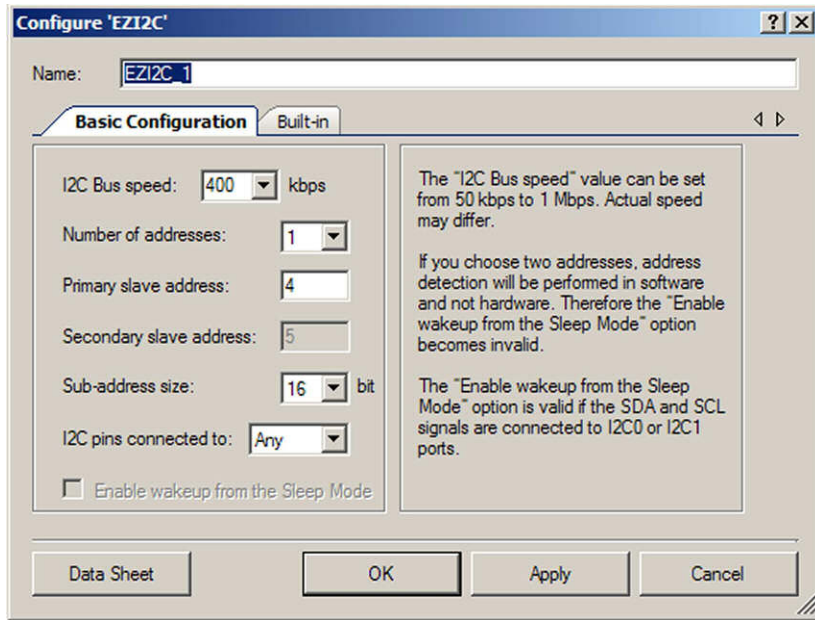 Configure 'EZI2C'
Name: EZI2C_1
Basic Configuration Built-in
I2C Bus speed: 400 kbps
Number of addresses: 1
Primary slave address: 4
Secondary slave address: 5
Sub-address size: 16 bit
I2C pins connected to: Any
Enable wakeup from the Sleep Mode
The "I2C Bus speed" value can be set
from 50 kbps to 1 Mbps. Actual speed
may differ.
If you choose two addresses, address
detection will be performed in software
and not hardware. Therefore the "Enable
wakeup from the Sleep Mode" option
becomes invalid.
The "Enable wakeup from the Sleep
Mode" option is valid if the SDA and SCL
signals are connected to I2C0 or I2C1
ports.
Data Sheet OK Apply Cancel